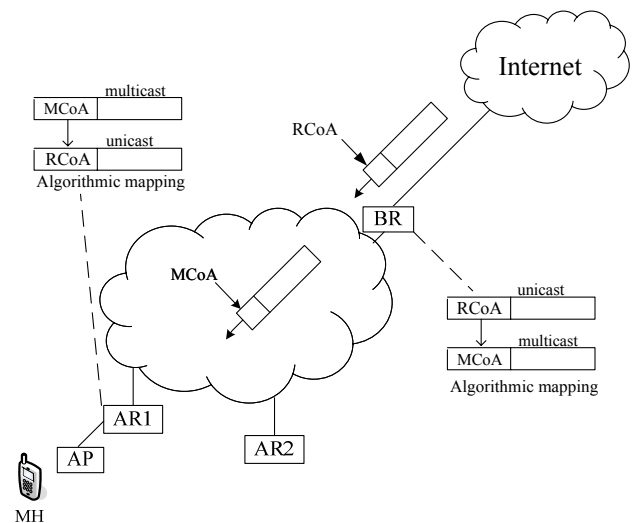 Internet
multicast
MCoA
unicast
RCoA
Algorithmic mapping
RCoA
BR
MCoA
unicast
RCoA
multicast
MCoA
Algorithmic mapping
AR1
AP
AR2
MH